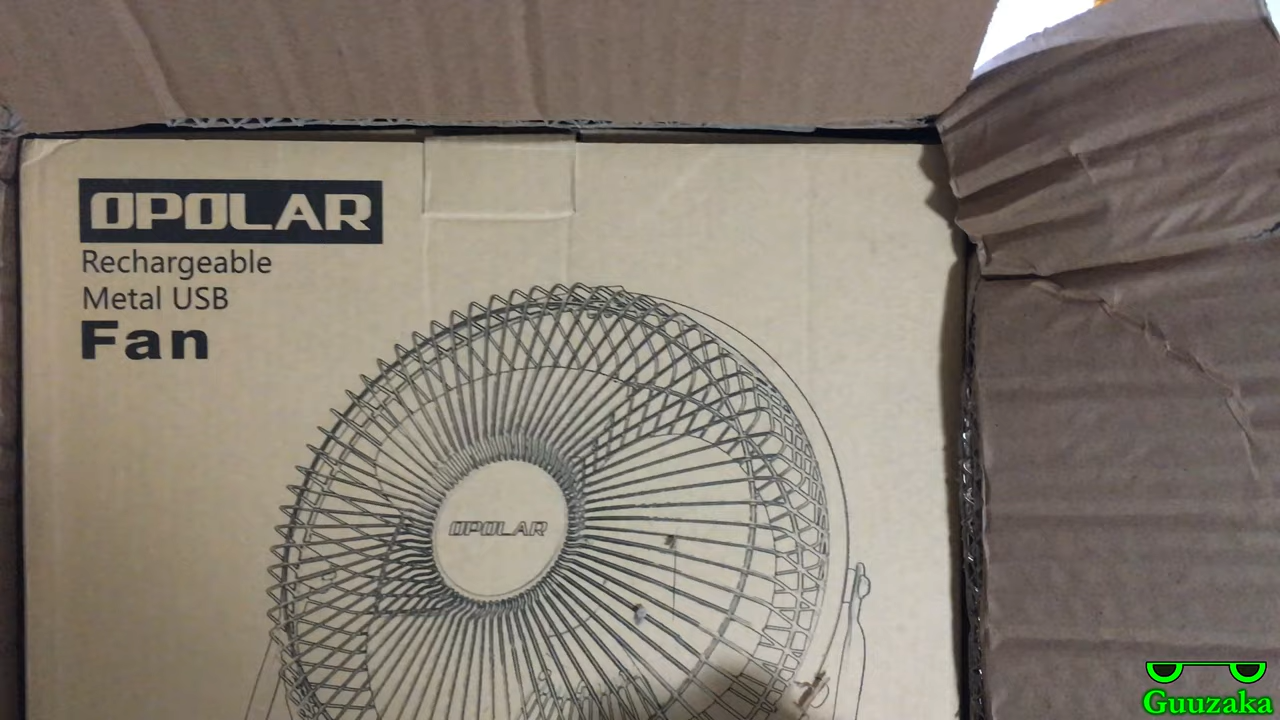 OPOLAR
Rechargeable
Metal USB
Fan
OPOLAR
Guuzaka